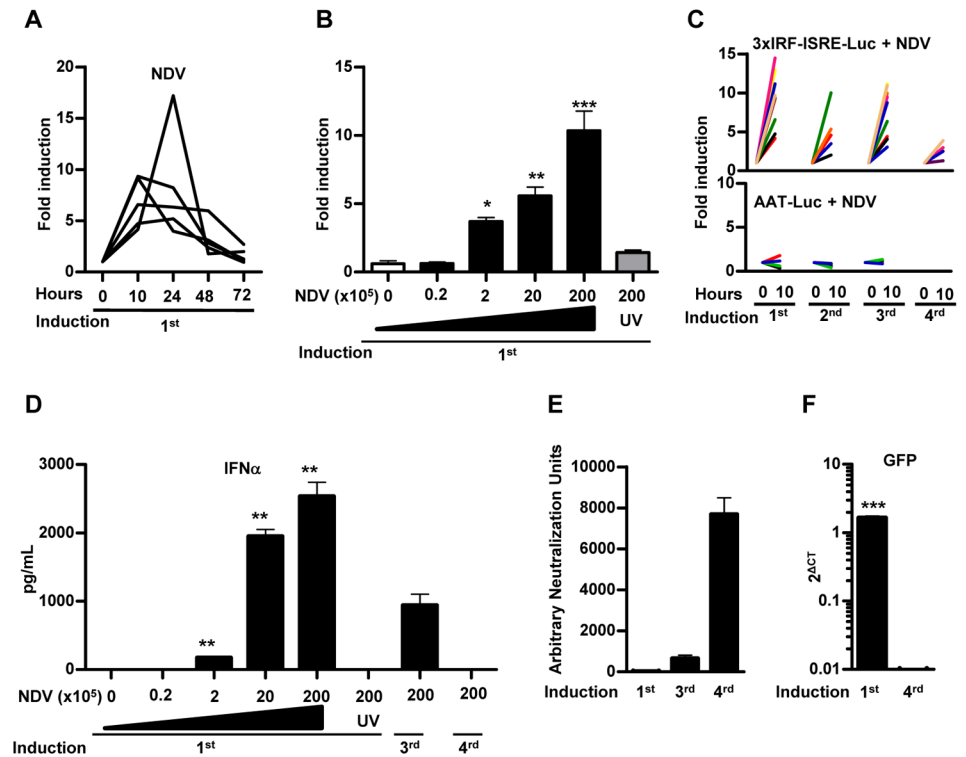 A
NDV
Fold induction
20
15
10
5
0
Hours 0 10 24 48 72
Induction 1st
B
Fold induction
15
10
5
0
* ** ***
NDV (x10⁵) 0 0.2 2 20 200 200
UV
Induction 1st
C
3xIRF-ISRE-Luc + NDV
Fold induction
15
10
5
0
AAT-Luc + NDV
10
5
0
Hours 0 10 0 10 0 10 0 10
Induction 1st 2nd 3rd 4rd
D
IFNα
pg/mL
3000
2000
1000
0
** ** **
NDV (x10⁵) 0 0.2 2 20 200 200 200 200
UV
Induction 1st 3rd 4rd
E
Arbitrary Neutralization Units
10000
8000
6000
4000
2000
0
Induction 1st 3rd 4rd
F
GFP
2ΔCT
10
1
0.1
0.01
***
Induction 1st 4rd